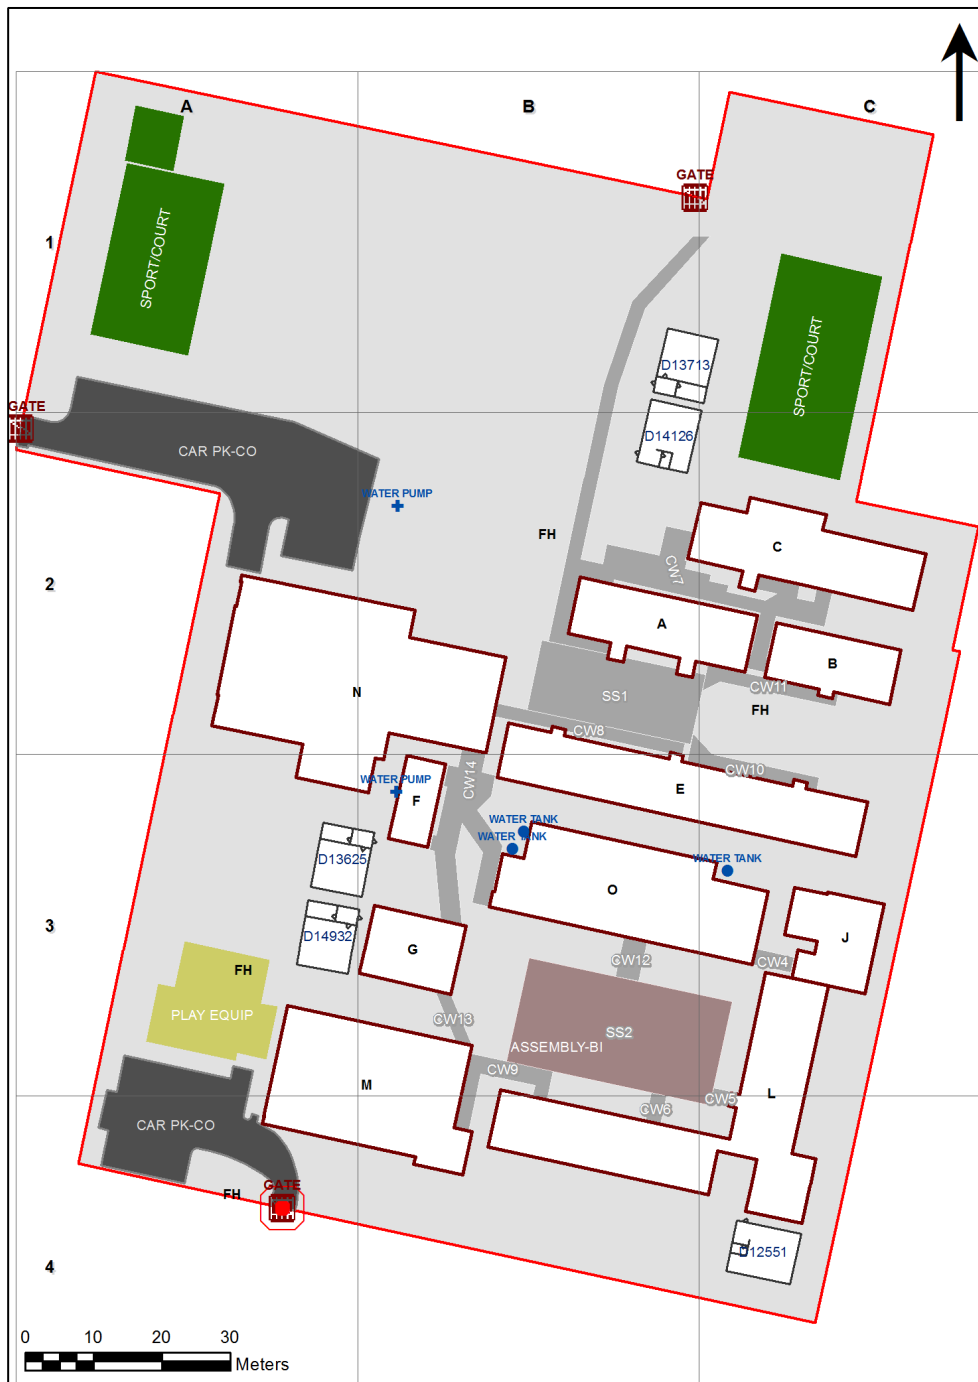 A
B
C
GATE
1
SPORT/COURT
SPORT/COURT
D13713
GATE
D14126
CAR PK-CO
WATER PUMP
FH
C
CW7
2
A
B
N
SS1
CW11
FH
CW8
CW14
CW10
WATER PUMP
F
E
WATER TANK
WATER TANK
WATER TANK
D13625
O
3
D14932
G
J
CW12
CW4
FH
PLAY EQUIP
CW13
SS2
ASSEMBLY-BI
CW9
M
L
CW5
CW6
CAR PK-CO
GATE
FH
D12551
4
0 10 20 30
Meters